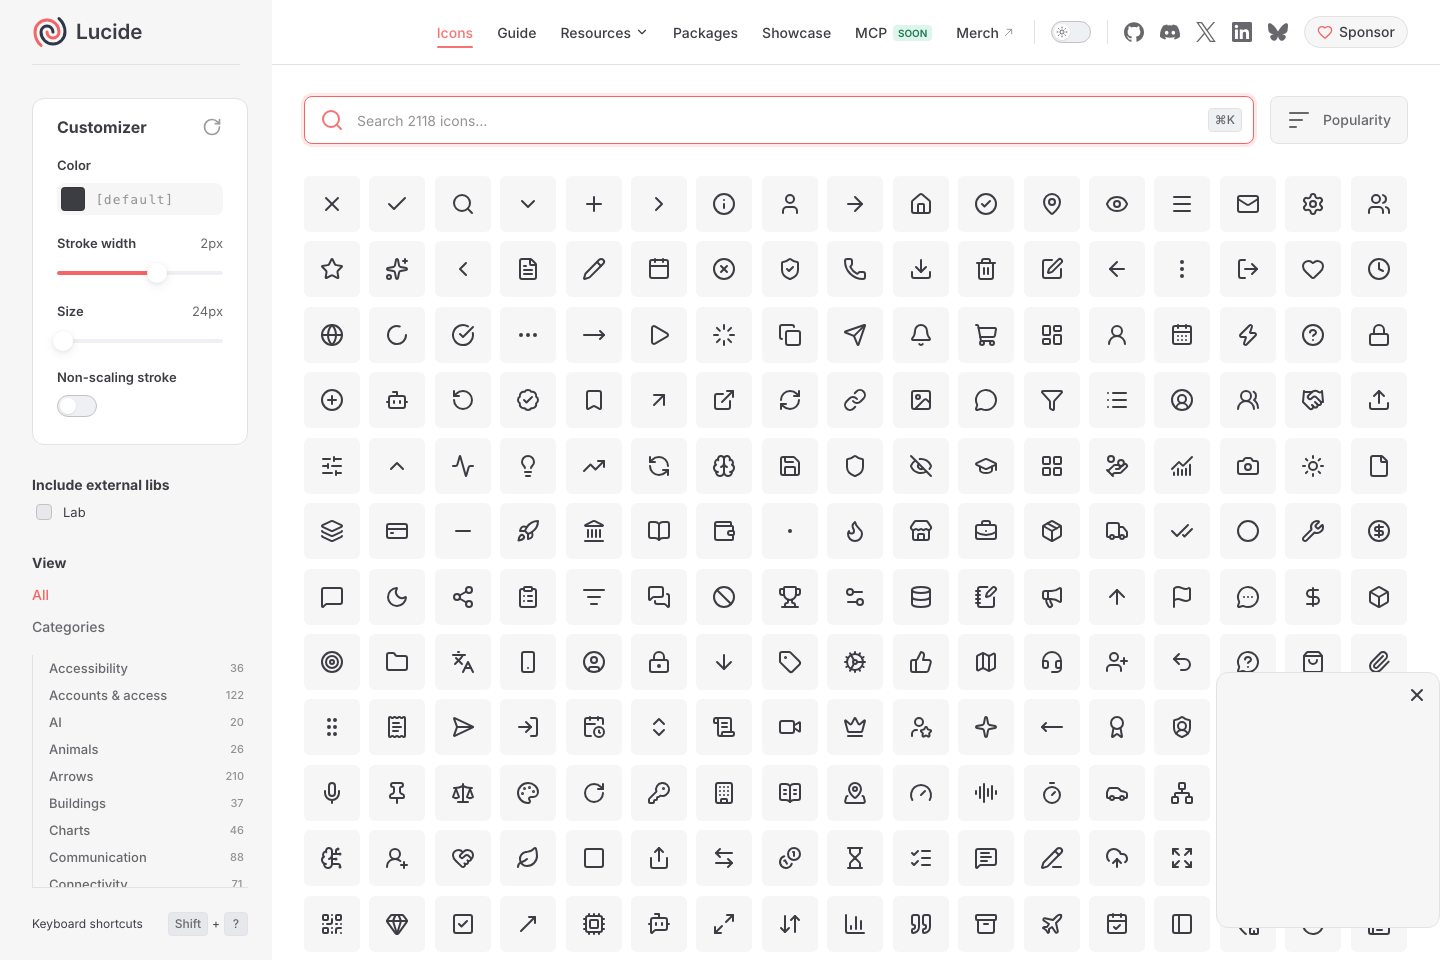 Lucide
Icons
Guide
Resources
Packages
Showcase
MCP SOON
Merch
Sponsor
Search 2118 icons...
⌘K
Popularity
Customizer
Color
[default]
Stroke width 2px
Size 24px
Non-scaling stroke
Include external libs
Lab
View
All
Categories
Accessibility 36
Accounts & access 122
AI 20
Animals 26
Arrows 210
Buildings 37
Charts 46
Communication 88
Connectivity 71
Keyboard shortcuts Shift + ?